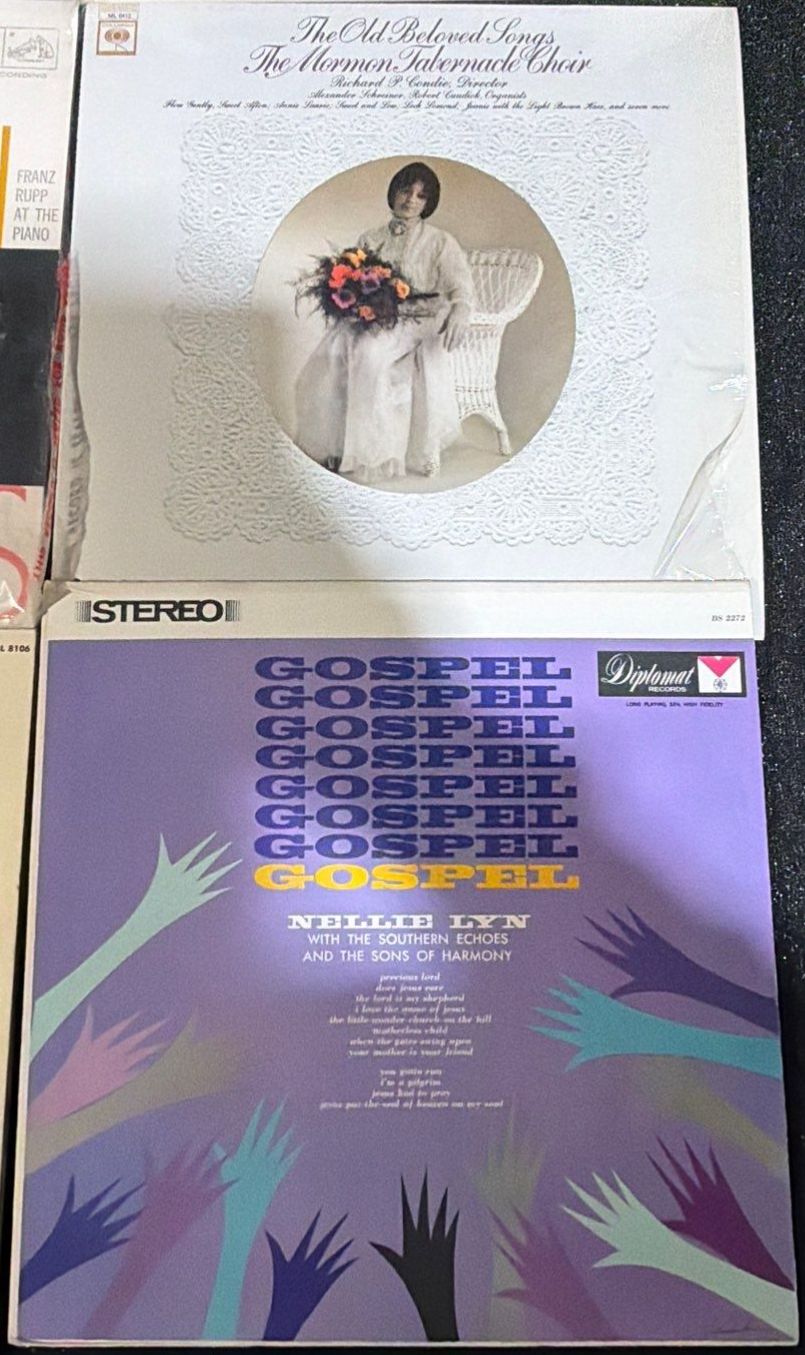 ML 6412
The Old Beloved Songs
The Mormon Tabernacle Choir
Richard P. Condie, Director
Alexander Schreiner, Robert Cundick, Organists
Flow Gently, Sweet Afton; Annie Laurie; Sweet and Low; Loch Lomond; Jeanie with the Light Brown Hair, and seven more
FRANZ
RUPP
AT THE
PIANO
L 8106
STEREO
DS 2272
Diplomat
RECORDS
LONG PLAYING, 33⅓, HIGH FIDELITY
GOSPEL
GOSPEL
GOSPEL
GOSPEL
GOSPEL
GOSPEL
GOSPEL
GOSPEL
NELLIE LYN
WITH THE SOUTHERN ECHOES
AND THE SONS OF HARMONY
precious lord
does jesus care
the lord is my shepherd
i love the name of jesus
the little wonder church on the hill
motherless child
when the gates swing open
your mother is your friend
you gotta run
i'm a pilgrim
jesus had to pray
jesus put the seal of heaven on my soul